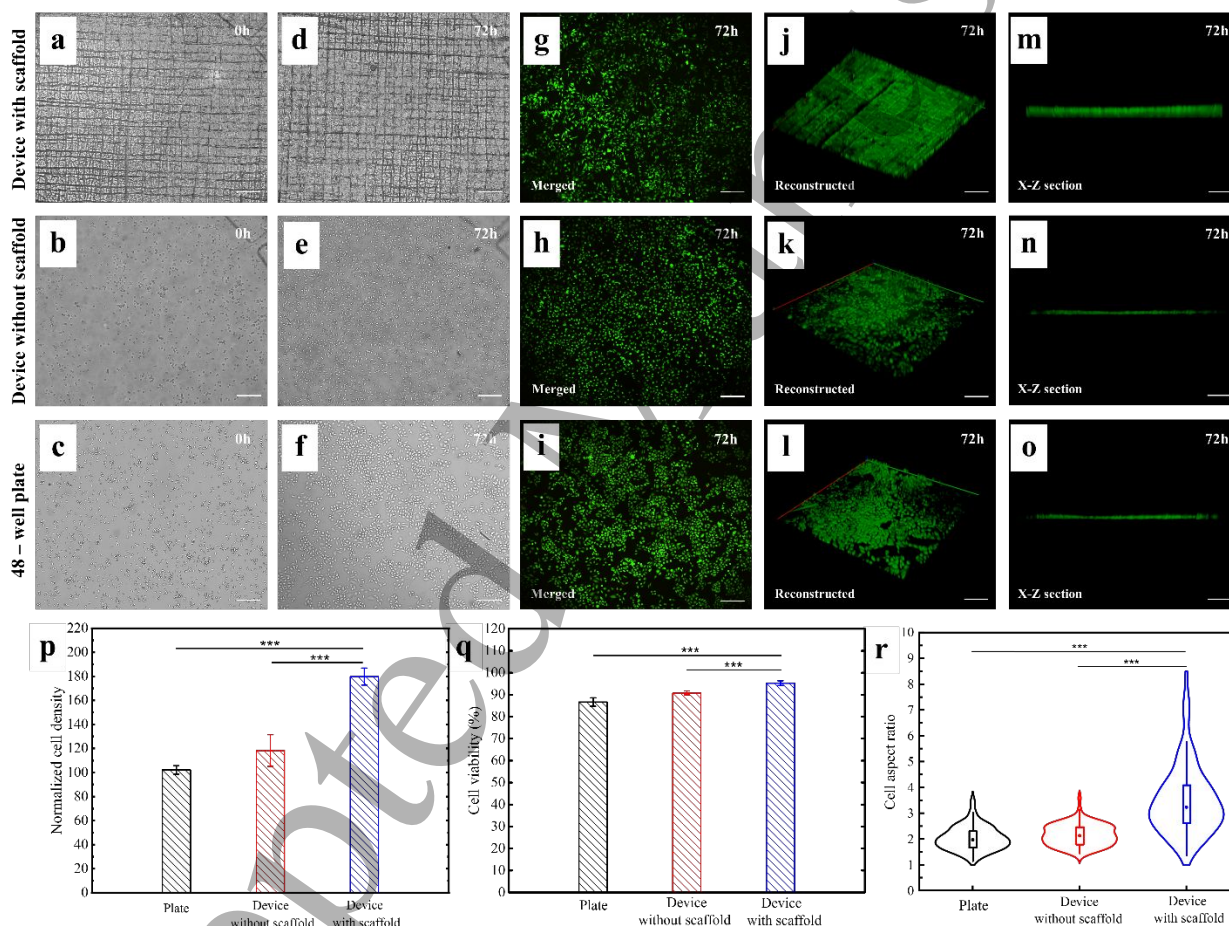 Device with scaffold
a
0h
d
72h
g
72h
Merged
j
72h
Reconstructed
m
72h
X-Z section
Device without scaffold
b
0h
e
72h
h
72h
Merged
k
72h
Reconstructed
n
72h
X-Z section
48 – well plate
c
0h
f
72h
i
72h
Merged
l
72h
Reconstructed
o
72h
X-Z section
p
Normalized cell density
220
200
180
160
140
120
100
80
60
40
20
0
***
***
Plate
Device
without scaffold
Device
with scaffold
q
Cell viability (%)
120
110
100
90
80
70
60
50
40
30
20
10
0
***
***
Plate
Device
without scaffold
Device
with scaffold
r
Cell aspect ratio
10
9
8
7
6
5
4
3
2
1
0
***
***
Plate
Device
without scaffold
Device
with scaffold